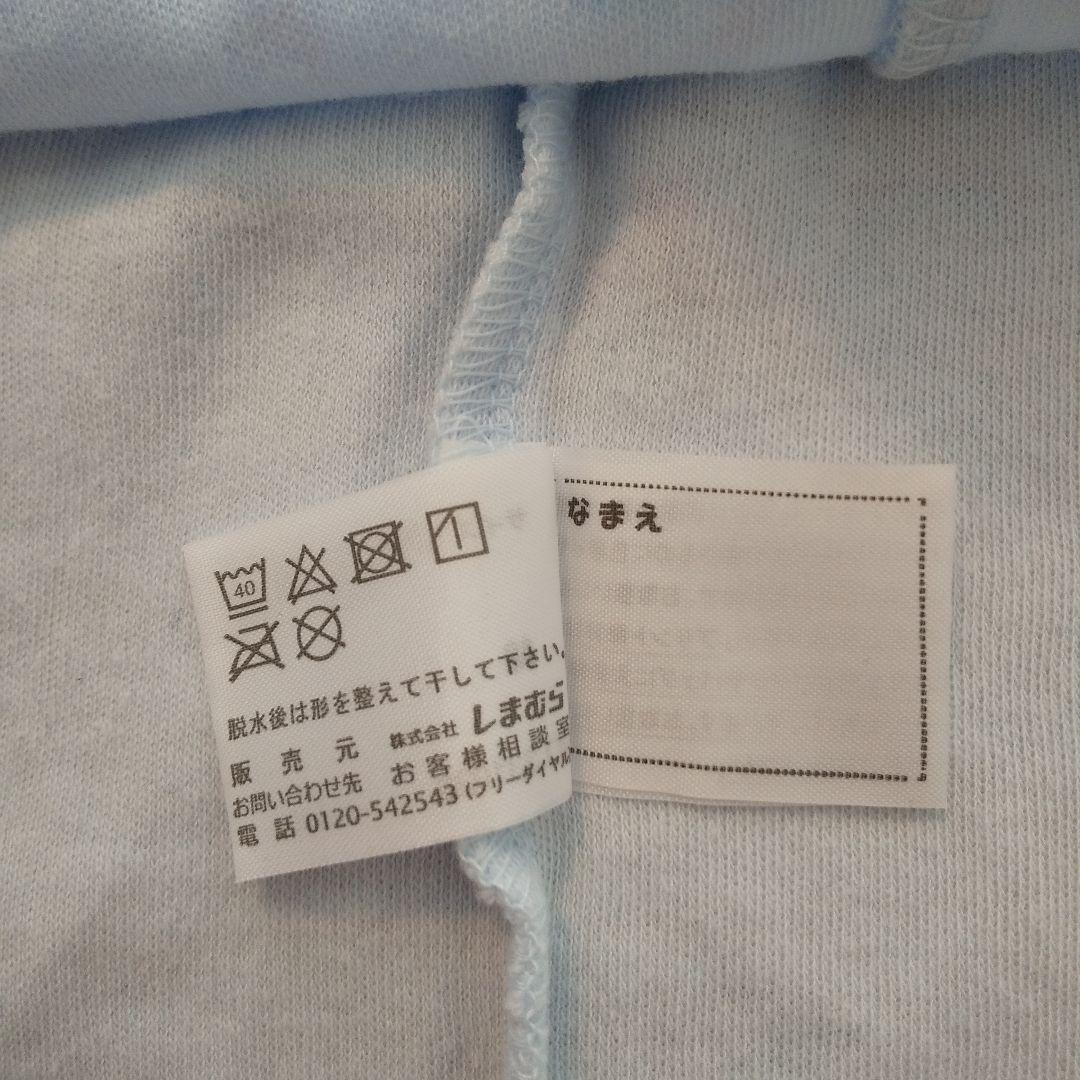 40
脱水後は形を整えて干して下さい。
販売元 株式会社 しまむら
お問い合わせ先 お客様相談室
電話 0120-542543 (フリーダイヤル
なまえ